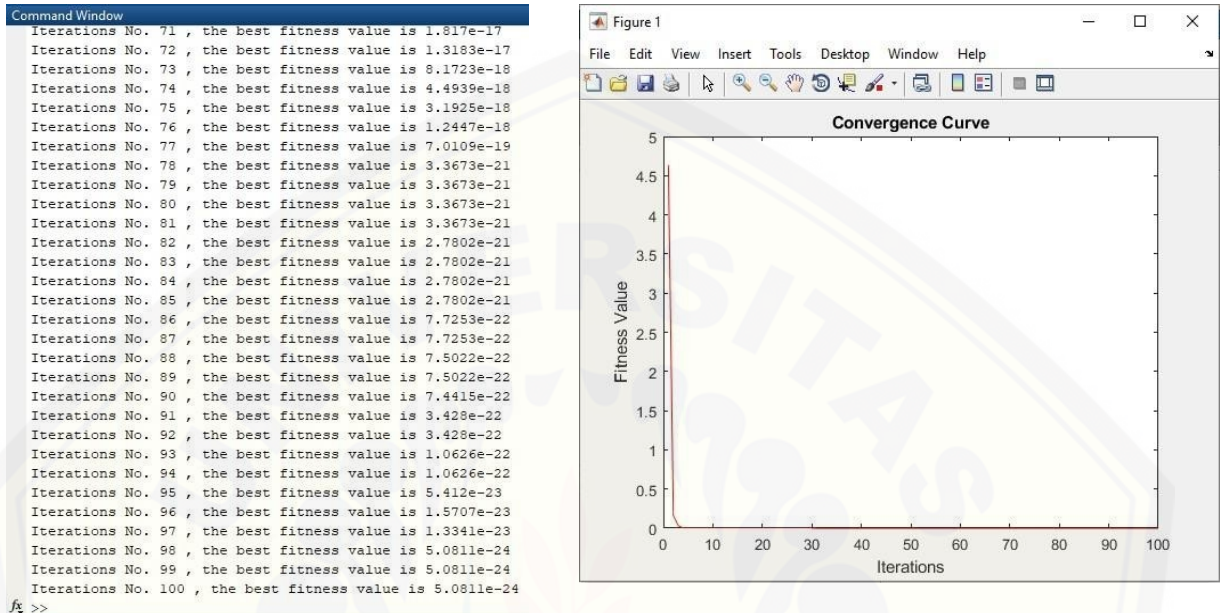 Command Window
Iterations No. 71 , the best fitness value is 1.817e-17
Iterations No. 72 , the best fitness value is 1.3183e-17
Iterations No. 73 , the best fitness value is 8.1723e-18
Iterations No. 74 , the best fitness value is 4.4939e-18
Iterations No. 75 , the best fitness value is 3.1925e-18
Iterations No. 76 , the best fitness value is 1.2447e-18
Iterations No. 77 , the best fitness value is 7.0109e-19
Iterations No. 78 , the best fitness value is 3.3673e-21
Iterations No. 79 , the best fitness value is 3.3673e-21
Iterations No. 80 , the best fitness value is 3.3673e-21
Iterations No. 81 , the best fitness value is 3.3673e-21
Iterations No. 82 , the best fitness value is 2.7802e-21
Iterations No. 83 , the best fitness value is 2.7802e-21
Iterations No. 84 , the best fitness value is 2.7802e-21
Iterations No. 85 , the best fitness value is 2.7802e-21
Iterations No. 86 , the best fitness value is 7.7253e-22
Iterations No. 87 , the best fitness value is 7.7253e-22
Iterations No. 88 , the best fitness value is 7.5022e-22
Iterations No. 89 , the best fitness value is 7.5022e-22
Iterations No. 90 , the best fitness value is 7.4415e-22
Iterations No. 91 , the best fitness value is 3.428e-22
Iterations No. 92 , the best fitness value is 3.428e-22
Iterations No. 93 , the best fitness value is 1.0626e-22
Iterations No. 94 , the best fitness value is 1.0626e-22
Iterations No. 95 , the best fitness value is 5.412e-23
Iterations No. 96 , the best fitness value is 1.5707e-23
Iterations No. 97 , the best fitness value is 1.3341e-23
Iterations No. 98 , the best fitness value is 5.0811e-24
Iterations No. 99 , the best fitness value is 5.0811e-24
Iterations No. 100 , the best fitness value is 5.0811e-24
fx >>
Figure 1
File Edit View Insert Tools Desktop Window Help
Convergence Curve
5
4.5
4
3.5
3
2.5
2
1.5
1
0.5
0
Fitness Value
0 10 20 30 40 50 60 70 80 90 100
Iterations
ERSITAS